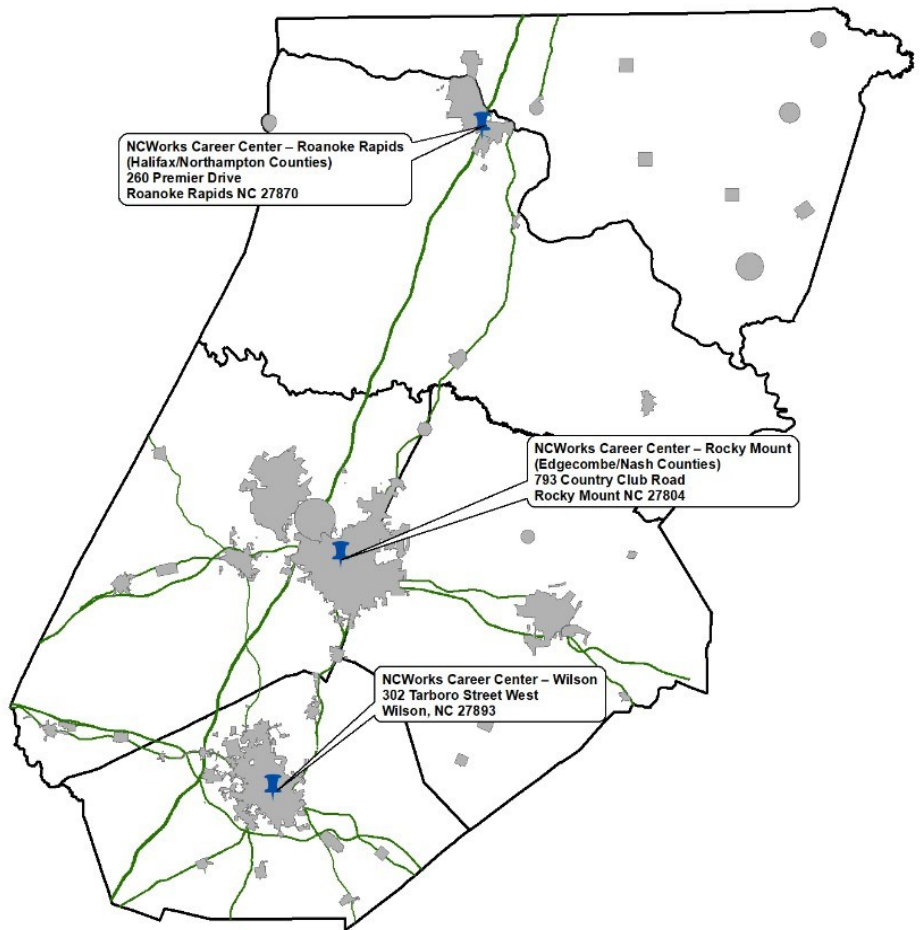 NCWorks Career Center – Roanoke Rapids
(Halifax/Northampton Counties)
260 Premier Drive
Roanoke Rapids NC 27870
NCWorks Career Center – Rocky Mount
(Edgecombe/Nash Counties)
793 Country Club Road
Rocky Mount NC 27804
NCWorks Career Center – Wilson
302 Tarboro Street West
Wilson, NC 27893